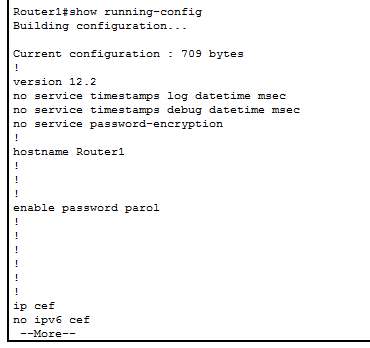 Router1#show running-config
Building configuration...
Current configuration : 709 bytes
!
version 12.2
no service timestamps log datetime msec
no service timestamps debug datetime msec
no service password-encryption
!
hostname Router1
!
!
!
enable password parol
!
!
!
!
!
!
ip cef
no ipv6 cef
--More--